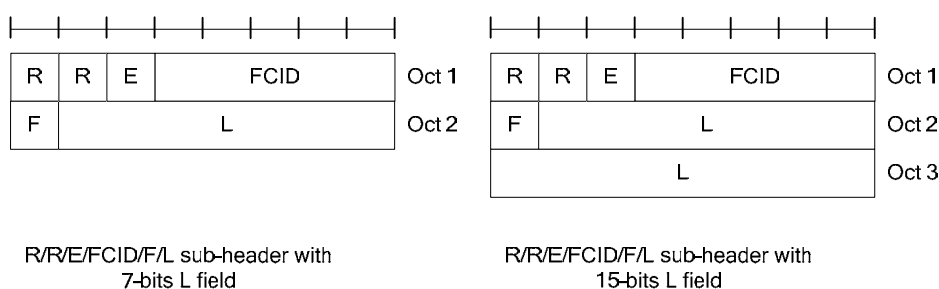 R R E FCID Oct 1
F L Oct 2
R/R/E/FCID/F/L sub-header with
7-bits L field
R R E FCID Oct 1
F L Oct 2
L Oct 3
R/R/E/FCID/F/L sub-header with
15-bits L field